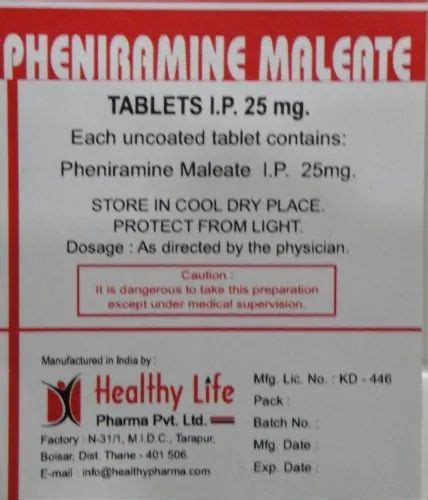 PHENIRAMINE MALEATE
TABLETS I.P. 25 mg.
Each uncoated tablet contains:
Pheniramine Maleate I.P. 25mg.
STORE IN COOL DRY PLACE.
PROTECT FROM LIGHT.
Dosage : As directed by the physician.
Caution :
It is dangerous to take this preparation
except under medical supervision.
Manufactured in India by :
Healthy Life
Pharma Pvt. Ltd.
Factory : N-31/1, M.I.D.C., Tarapur,
Boisar, Dist. Thane - 401 506.
E-mail : info@healthypharma.com
Mfg. Lic. No. : KD - 446
Pack :
Batch No. :
Mfg. Date :
Exp. Date :